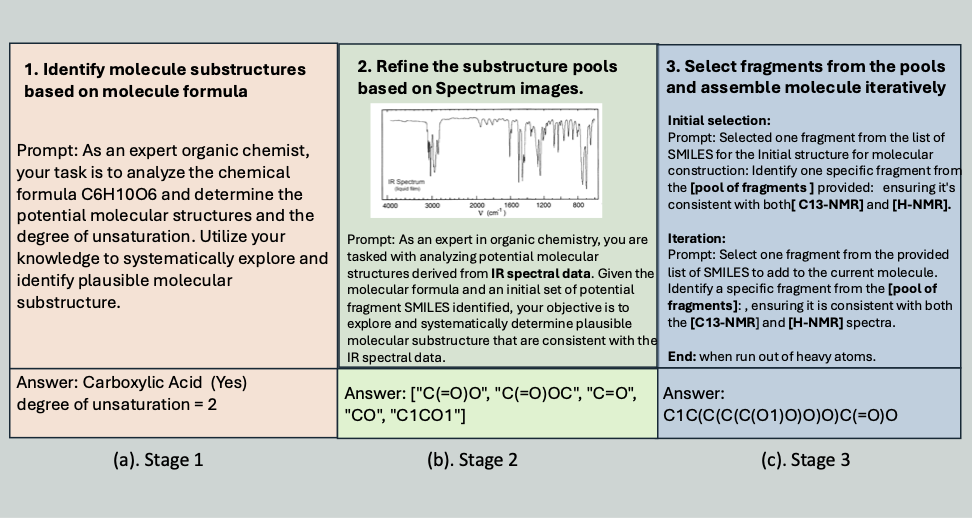 1. Identify molecule substructures
based on molecule formula
Prompt: As an expert organic chemist,
your task is to analyze the chemical
formula C6H10O6 and determine the
potential molecular structures and the
degree of unsaturation. Utilize your
knowledge to systematically explore and
identify plausible molecular
substructure.
Answer: Carboxylic Acid (Yes)
degree of unsaturation = 2
(a). Stage 1
2. Refine the substructure pools
based on Spectrum images.
IR Spectrum
(liquid film)
4000 3000 2000 1600 1200 800
V (cm⁻¹)
Prompt: As an expert in organic chemistry, you are
tasked with analyzing potential molecular
structures derived from IR spectral data. Given the
molecular formula and an initial set of potential
fragment SMILES identified, your objective is to
explore and systematically determine plausible
molecular substructure that are consistent with the
IR spectral data.
Answer: ["C(=O)O", "C(=O)OC", "C=O",
"CO", "C1CO1"]
(b). Stage 2
3. Select fragments from the pools
and assemble molecule iteratively
Initial selection:
Prompt: Selected one fragment from the list of
SMILES for the Initial structure for molecular
construction: Identify one specific fragment from
the [pool of fragments ] provided: ensuring it's
consistent with both[ C13-NMR] and [H-NMR].
Iteration:
Prompt: Select one fragment from the provided
list of SMILES to add to the current molecule.
Identify a specific fragment from the [pool of
fragments]: , ensuring it is consistent with both
the [C13-NMR] and [H-NMR] spectra.
End: when run out of heavy atoms.
Answer:
C1C(C(C(C(O1)O)O)O)C(=O)O
(c). Stage 3